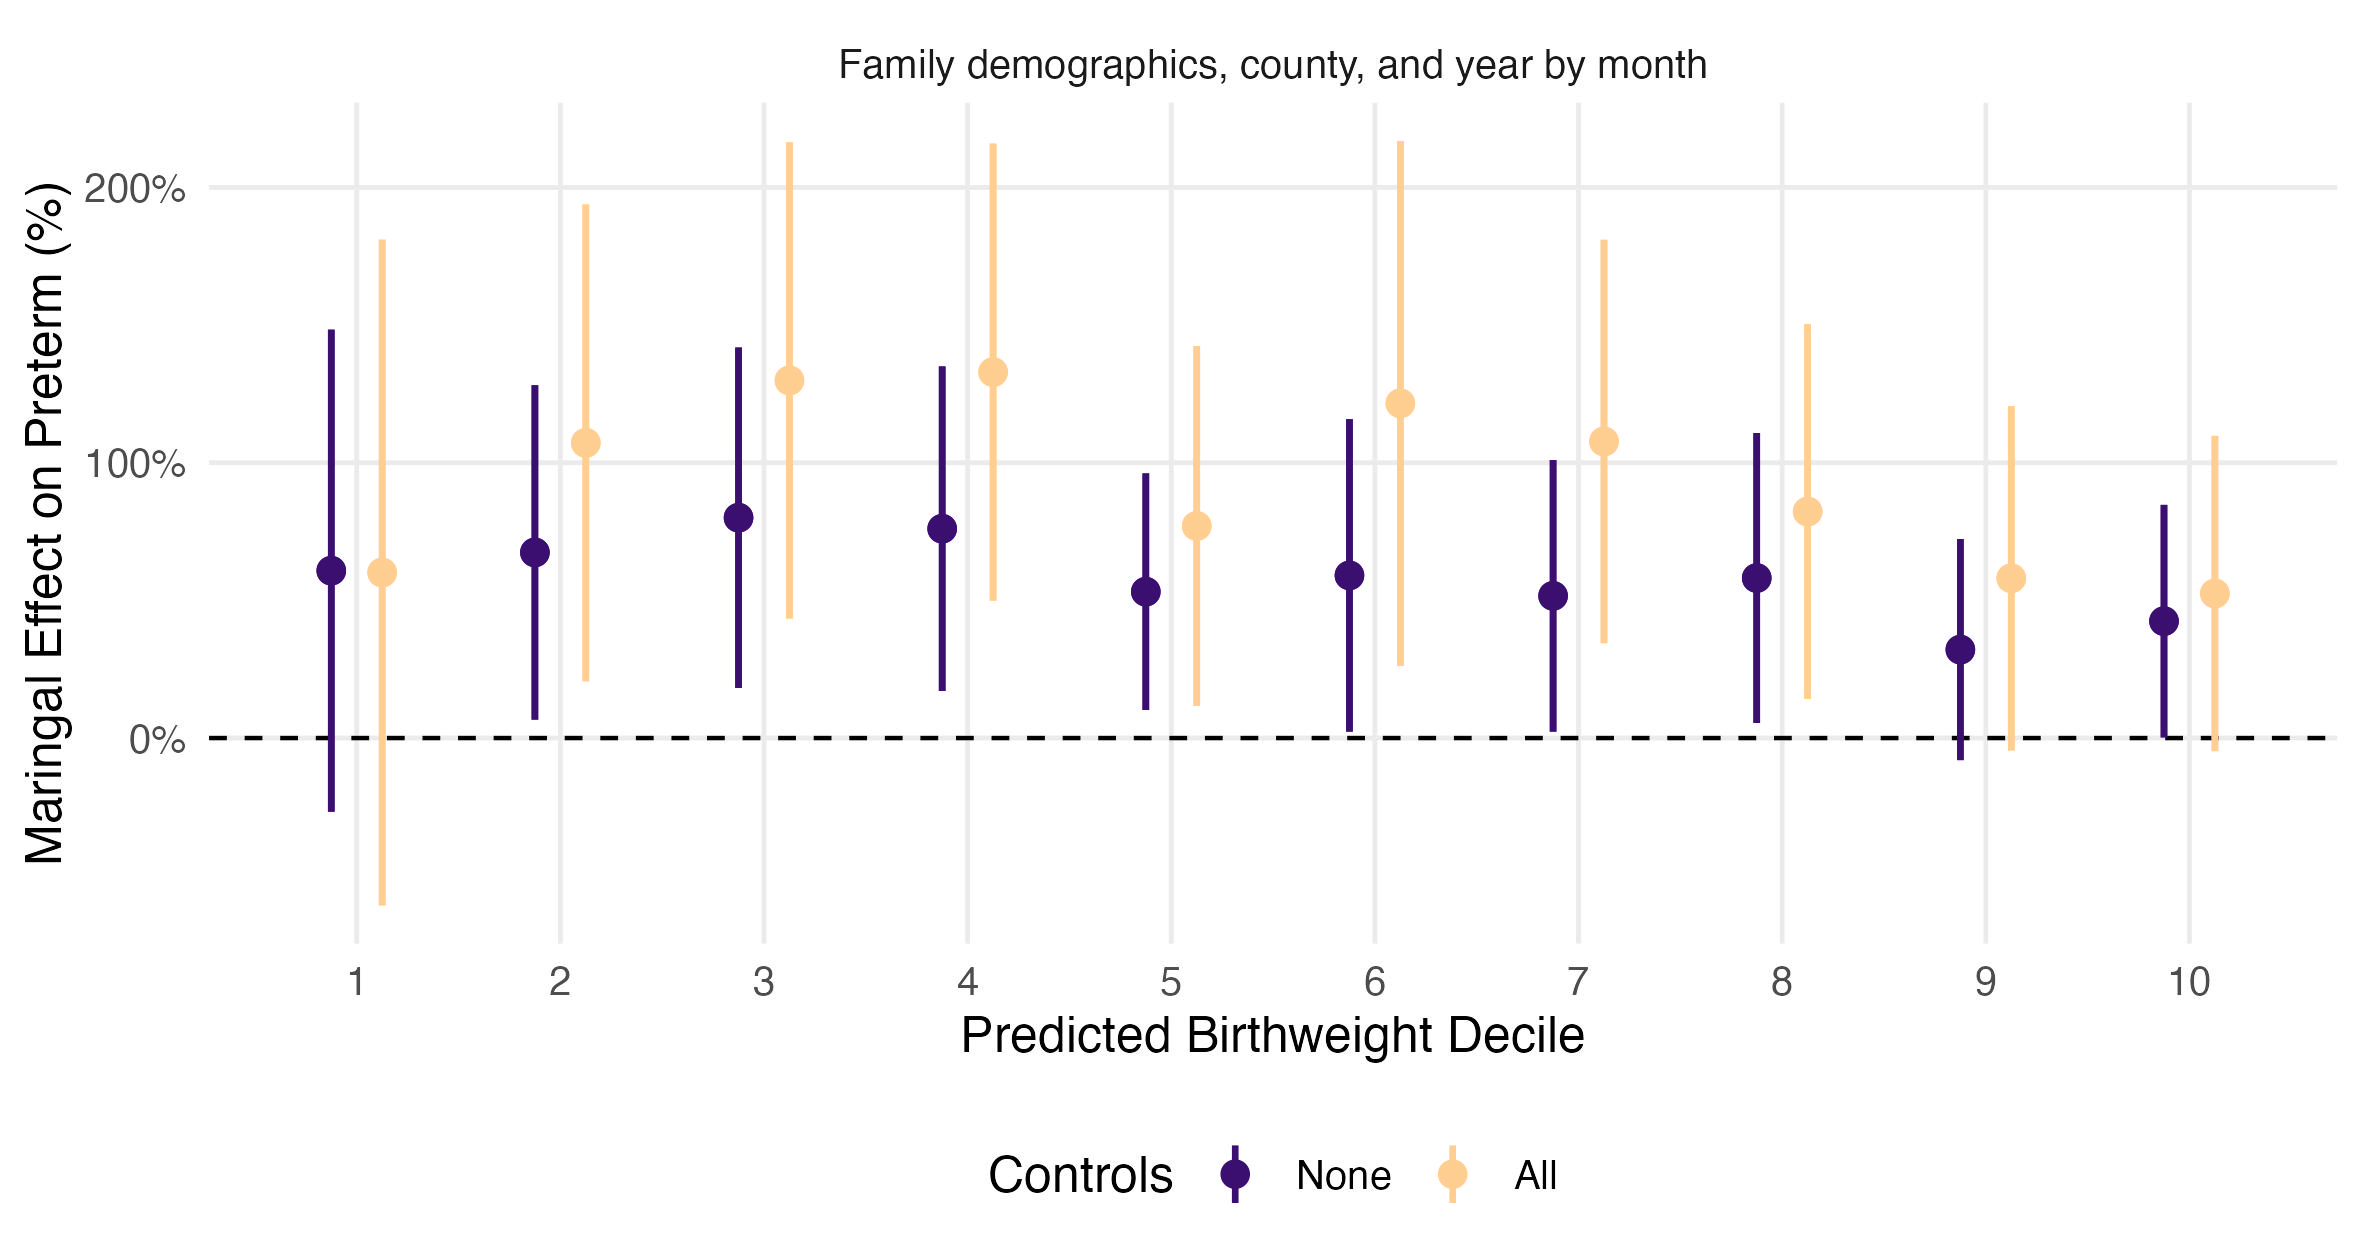 Family demographics, county, and year by month
Maringal Effect on Preterm (%)
200%
100%
0%
1 2 3 4 5 6 7 8 9 10
Predicted Birthweight Decile
Controls None All